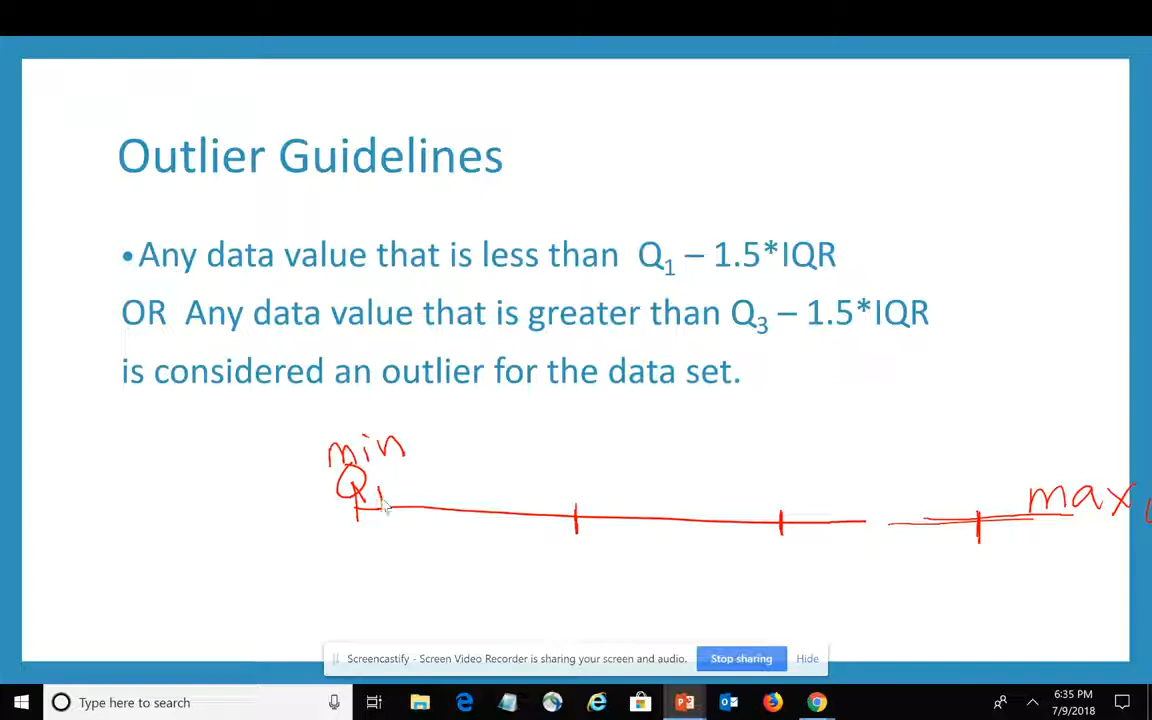 Outlier Guidelines
•Any data value that is less than Q₁ – 1.5*IQR
OR Any data value that is greater than Q₃ – 1.5*IQR
is considered an outlier for the data set.
min
Q1
max
Screencastify - Screen Video Recorder is sharing your screen and audio.
Stop sharing
Hide
Type here to search
6:35 PM
7/9/2018